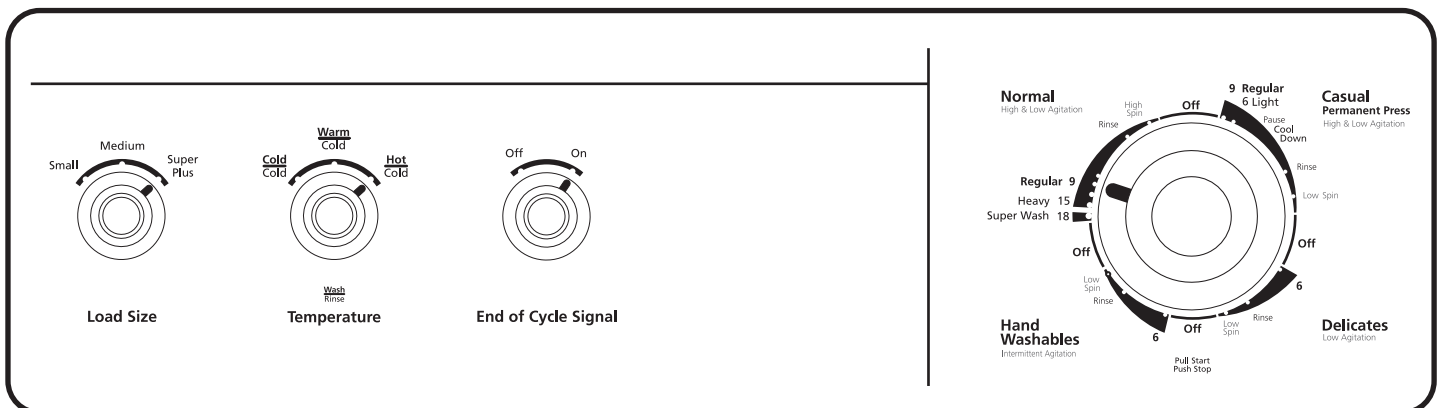 Small
Medium
Super
Plus
Load Size
Cold
Cold
Warm
Cold
Hot
Cold
Wash
Rinse
Temperature
Off
On
End of Cycle Signal
Normal
High & Low Agitation
Rinse
High
Spin
Off
9 Regular
6 Light
Pause
Cool
Down
Rinse
Low Spin
Casual
Permanent Press
High & Low Agitation
Regular 9
Heavy 15
Super Wash 18
Off
Off
Low
Spin
Rinse
6
Off
Low
Spin
Rinse
6
Hand
Washables
Intermittent Agitation
Delicates
Low Agitation
Pull Start
Push Stop